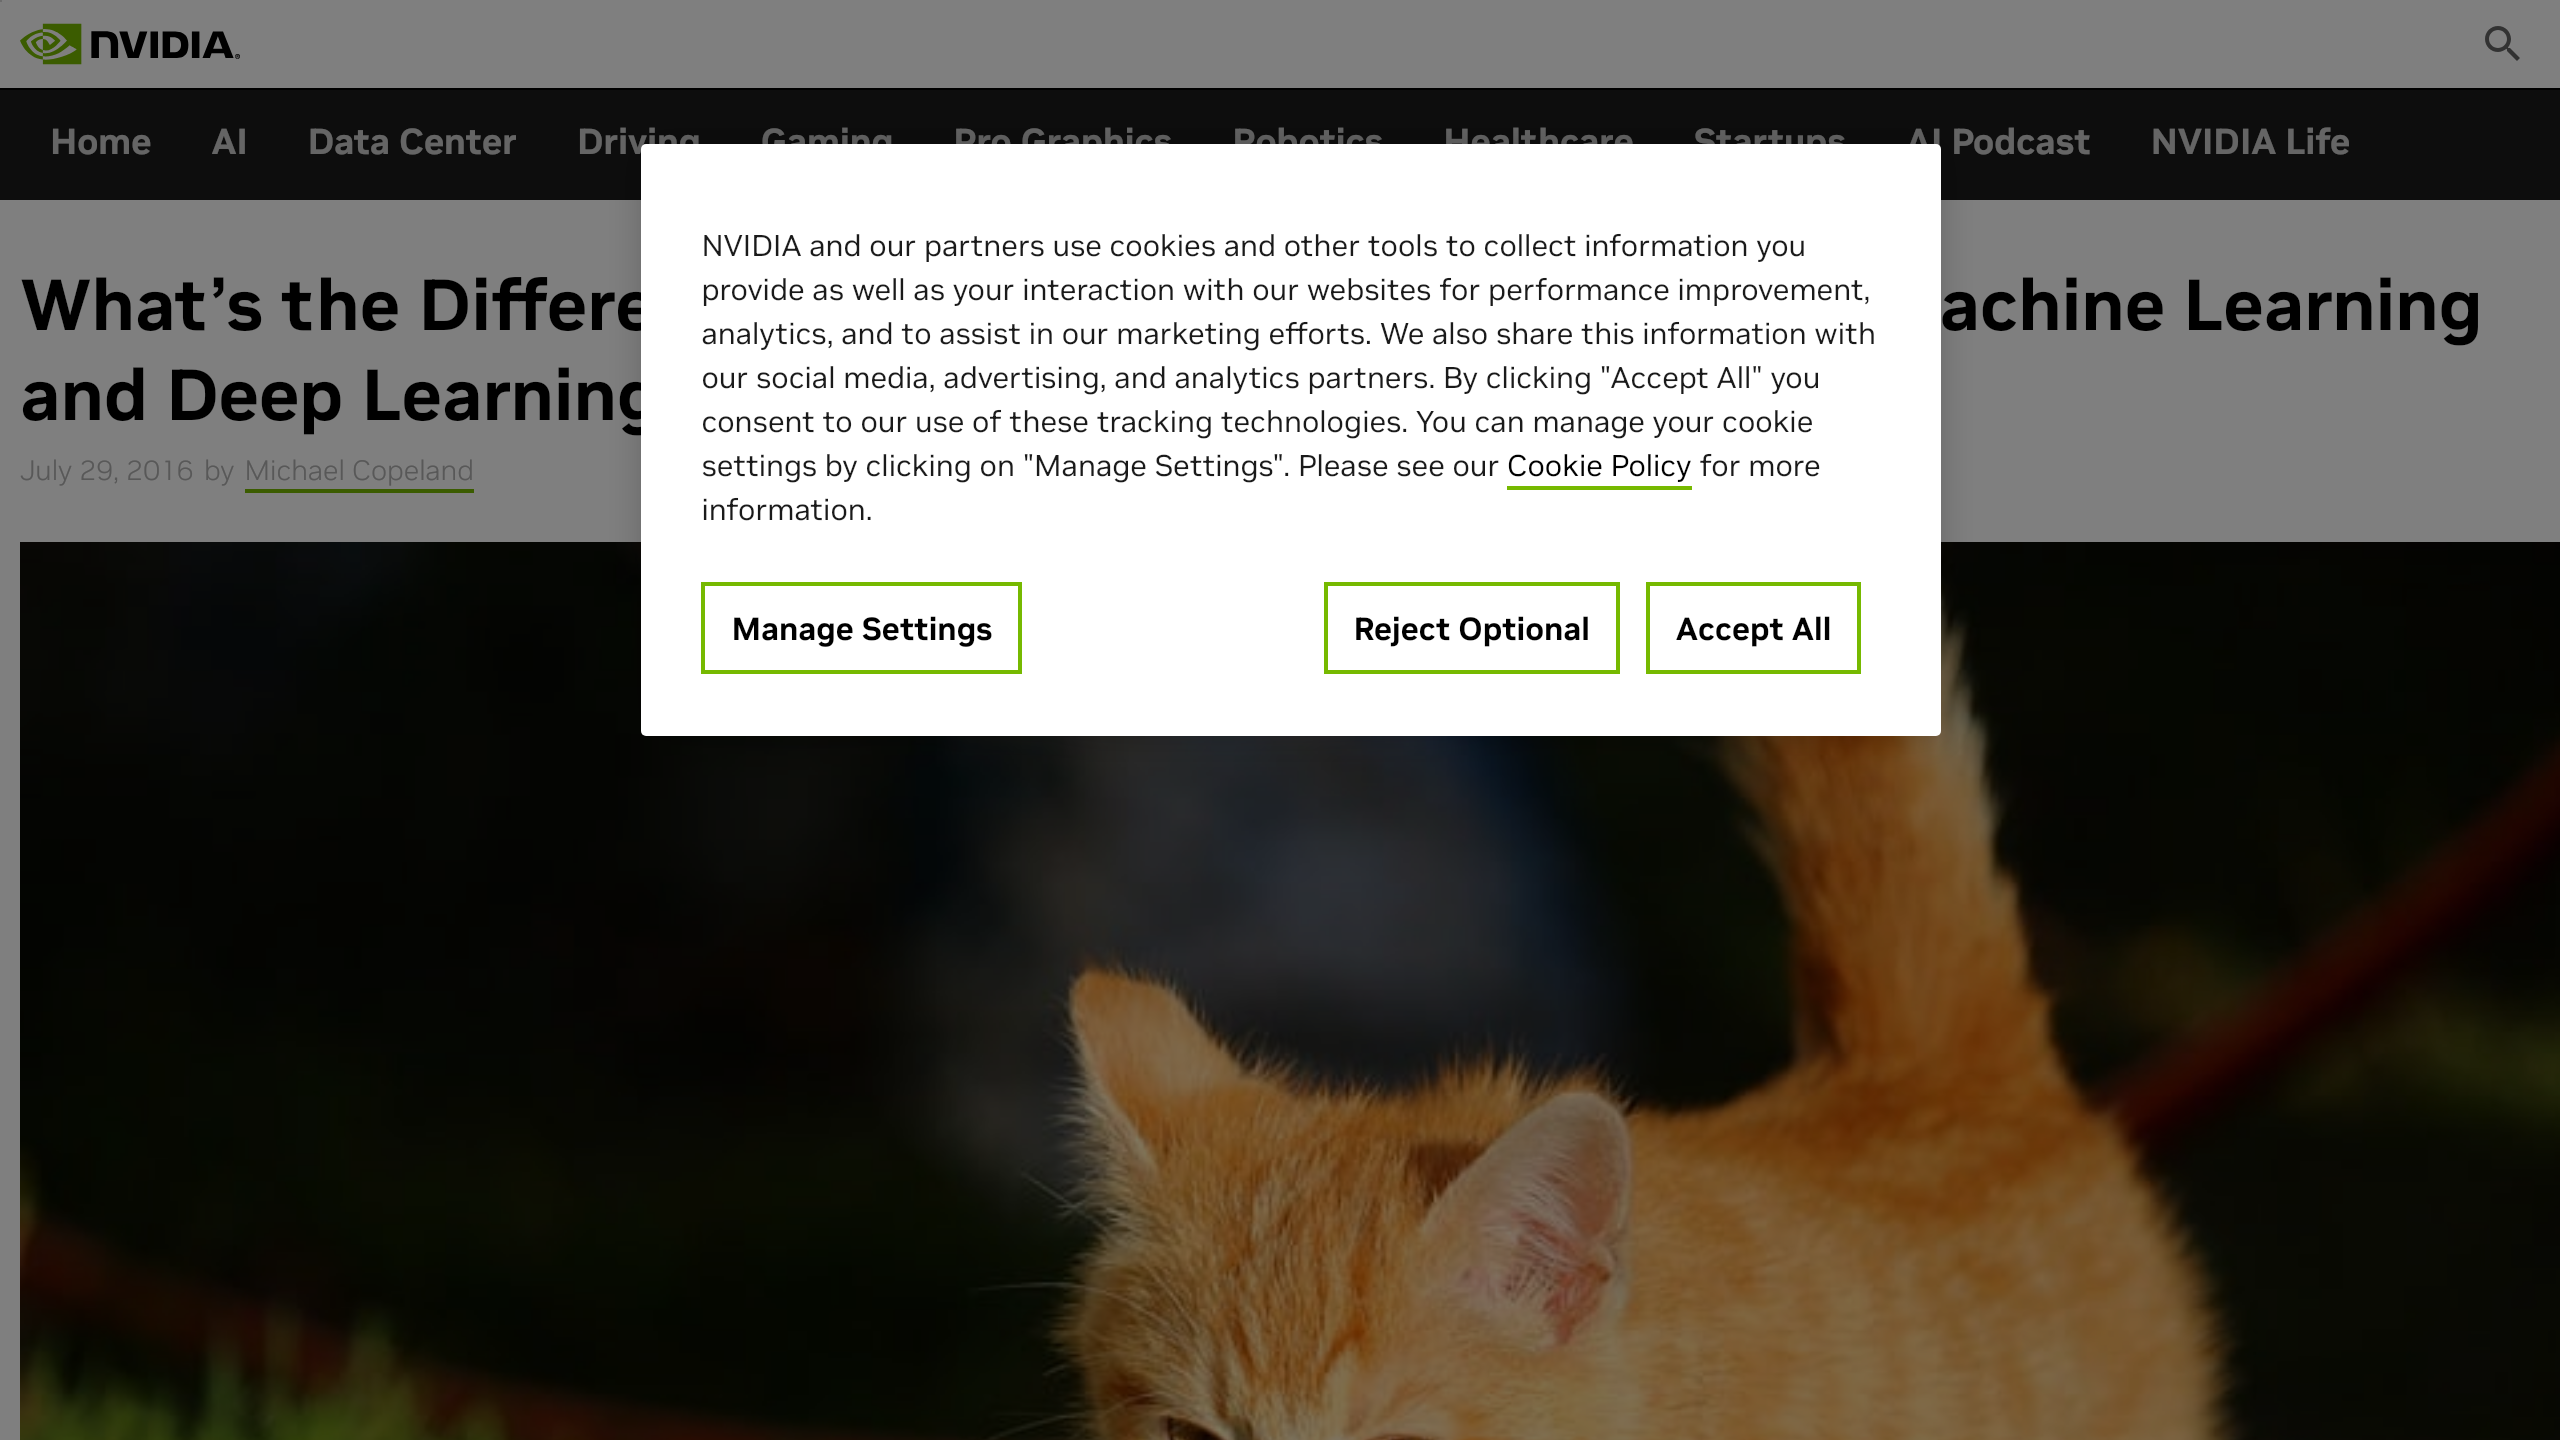 NVIDIA
Home AI Data Center Driving Gaming Pro Graphics Robotics Healthcare Startups AI Podcast NVIDIA Life
What’s the Differe
achine Learning
and Deep Learning
July 29, 2016 by Michael Copeland
NVIDIA and our partners use cookies and other tools to collect information you
provide as well as your interaction with our websites for performance improvement,
analytics, and to assist in our marketing efforts. We also share this information with
our social media, advertising, and analytics partners. By clicking "Accept All" you
consent to our use of these tracking technologies. You can manage your cookie
settings by clicking on "Manage Settings". Please see our Cookie Policy for more
information.
Manage Settings Reject Optional Accept All